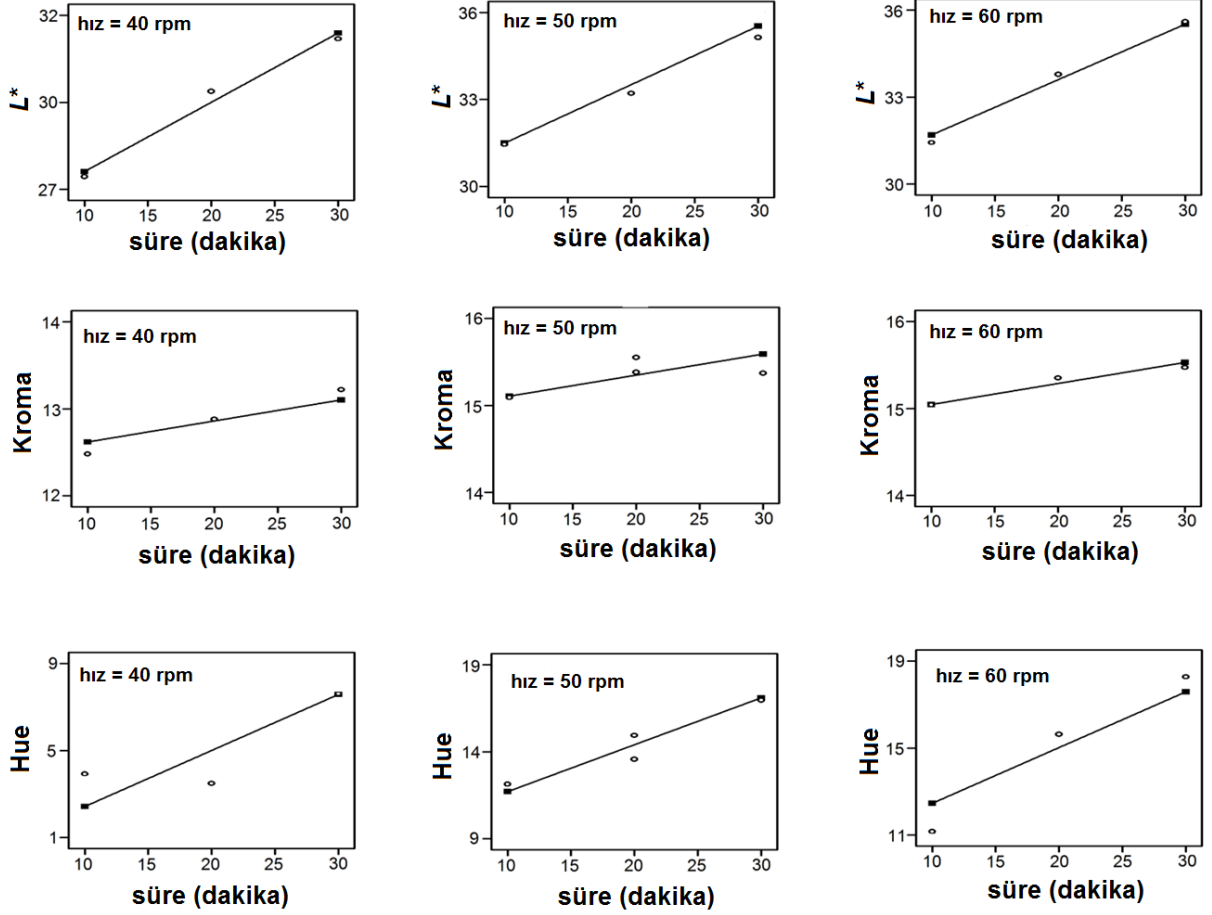 hız = 40 rpm
32
30
27
L*
10 15 20 25 30
süre (dakika)
hız = 50 rpm
36
33
30
L*
10 15 20 25 30
süre (dakika)
hız = 60 rpm
36
33
30
L*
10 15 20 25 30
süre (dakika)
hız = 40 rpm
14
13
12
Kroma
10 15 20 25 30
süre (dakika)
hız = 50 rpm
16
15
14
Kroma
10 15 20 25 30
süre (dakika)
hız = 60 rpm
16
15
14
Kroma
10 15 20 25 30
süre (dakika)
hız = 40 rpm
9
5
1
Hue
10 15 20 25 30
süre (dakika)
hız = 50 rpm
19
14
9
Hue
10 15 20 25 30
süre (dakika)
hız = 60 rpm
19
15
11
Hue
10 15 20 25 30
süre (dakika)